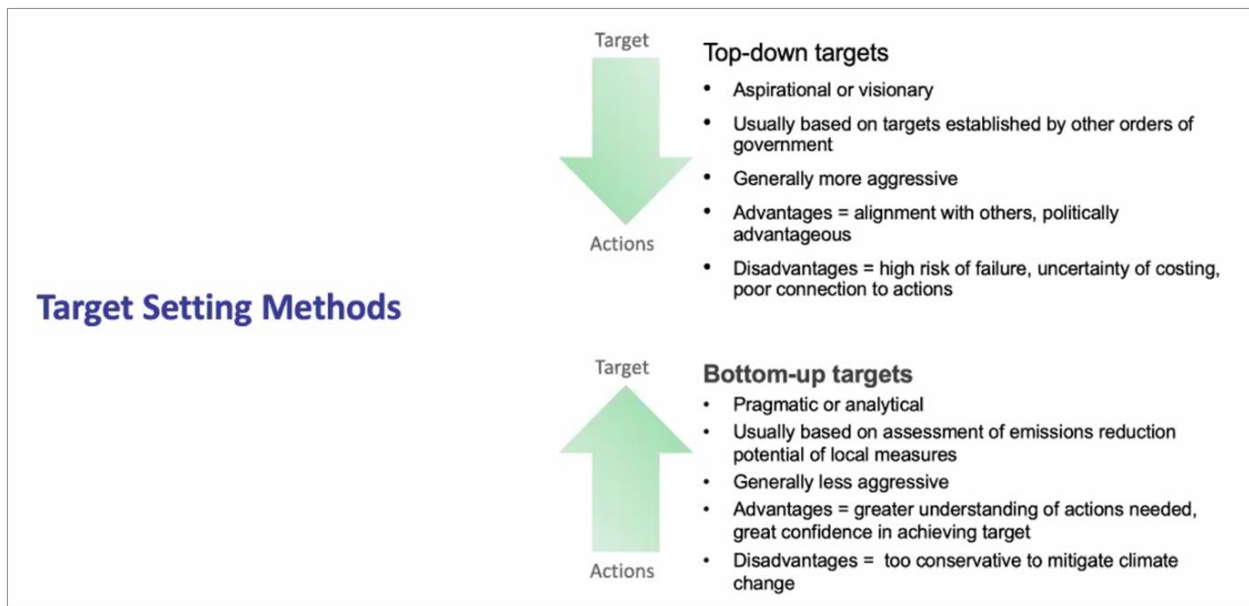 Target Setting Methods
Target
Actions
Top-down targets
• Aspirational or visionary
• Usually based on targets established by other orders of
government
• Generally more aggressive
• Advantages = alignment with others, politically
advantageous
• Disadvantages = high risk of failure, uncertainty of costing,
poor connection to actions
Target
Actions
Bottom-up targets
• Pragmatic or analytical
• Usually based on assessment of emissions reduction
potential of local measures
• Generally less aggressive
• Advantages = greater understanding of actions needed,
great confidence in achieving target
• Disadvantages = too conservative to mitigate climate
change